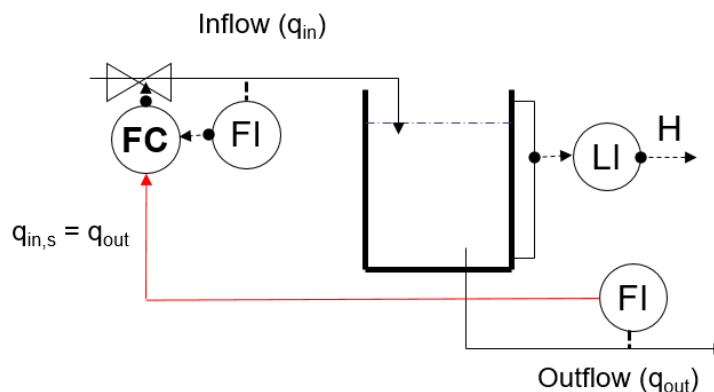 Inflow (qin)
FC
FI
LI
H
qin,s = qout
FI
Outflow (qout)